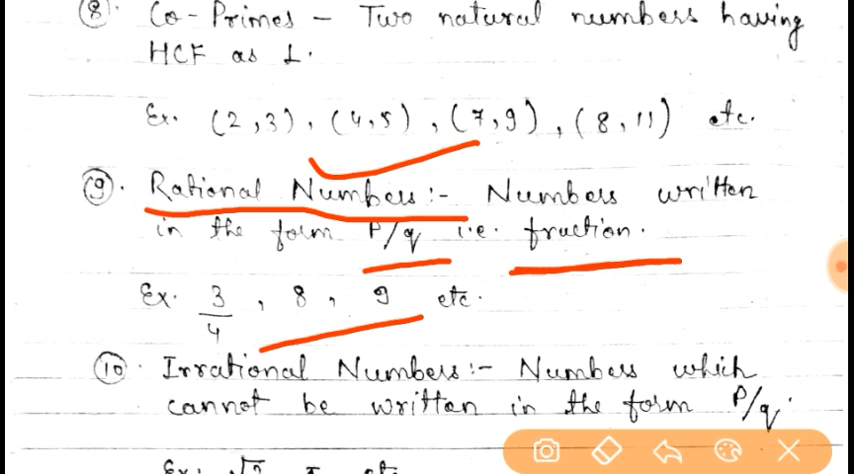 (8). Co-Primes - Two natural numbers having
HCF as 1.
Ex. (2,3), (4,5), (7,9), (8,11) etc.
(9). Rational Numbers:- Numbers written
in the form P/q i.e. fraction.
Ex. 3/4, 8, 9 etc.
(10). Irrational Numbers:- Numbers which
cannot be written in the form P/q.
Ex. √2